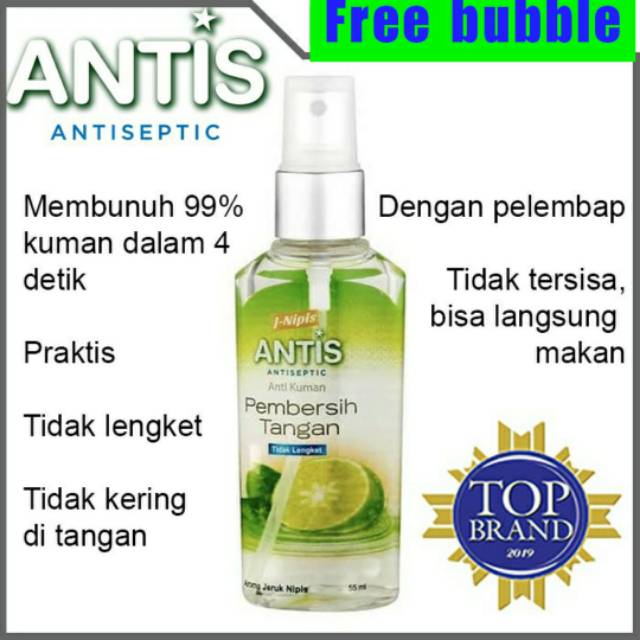 Free bubble
ANTIS
ANTISEPTIC
Membunuh 99%
kuman dalam 4
detik
Praktis
Tidak lengket
Tidak kering
di tangan
Dengan pelembap
Tidak tersisa,
bisa langsung
makan
J-Nipis
ANTIS
ANTISEPTIC
Anti Kuman
Pembersih
Tangan
Tidak Lengket
Aroma Jeruk Nipis
55 ml
TOP
BRAND
2019